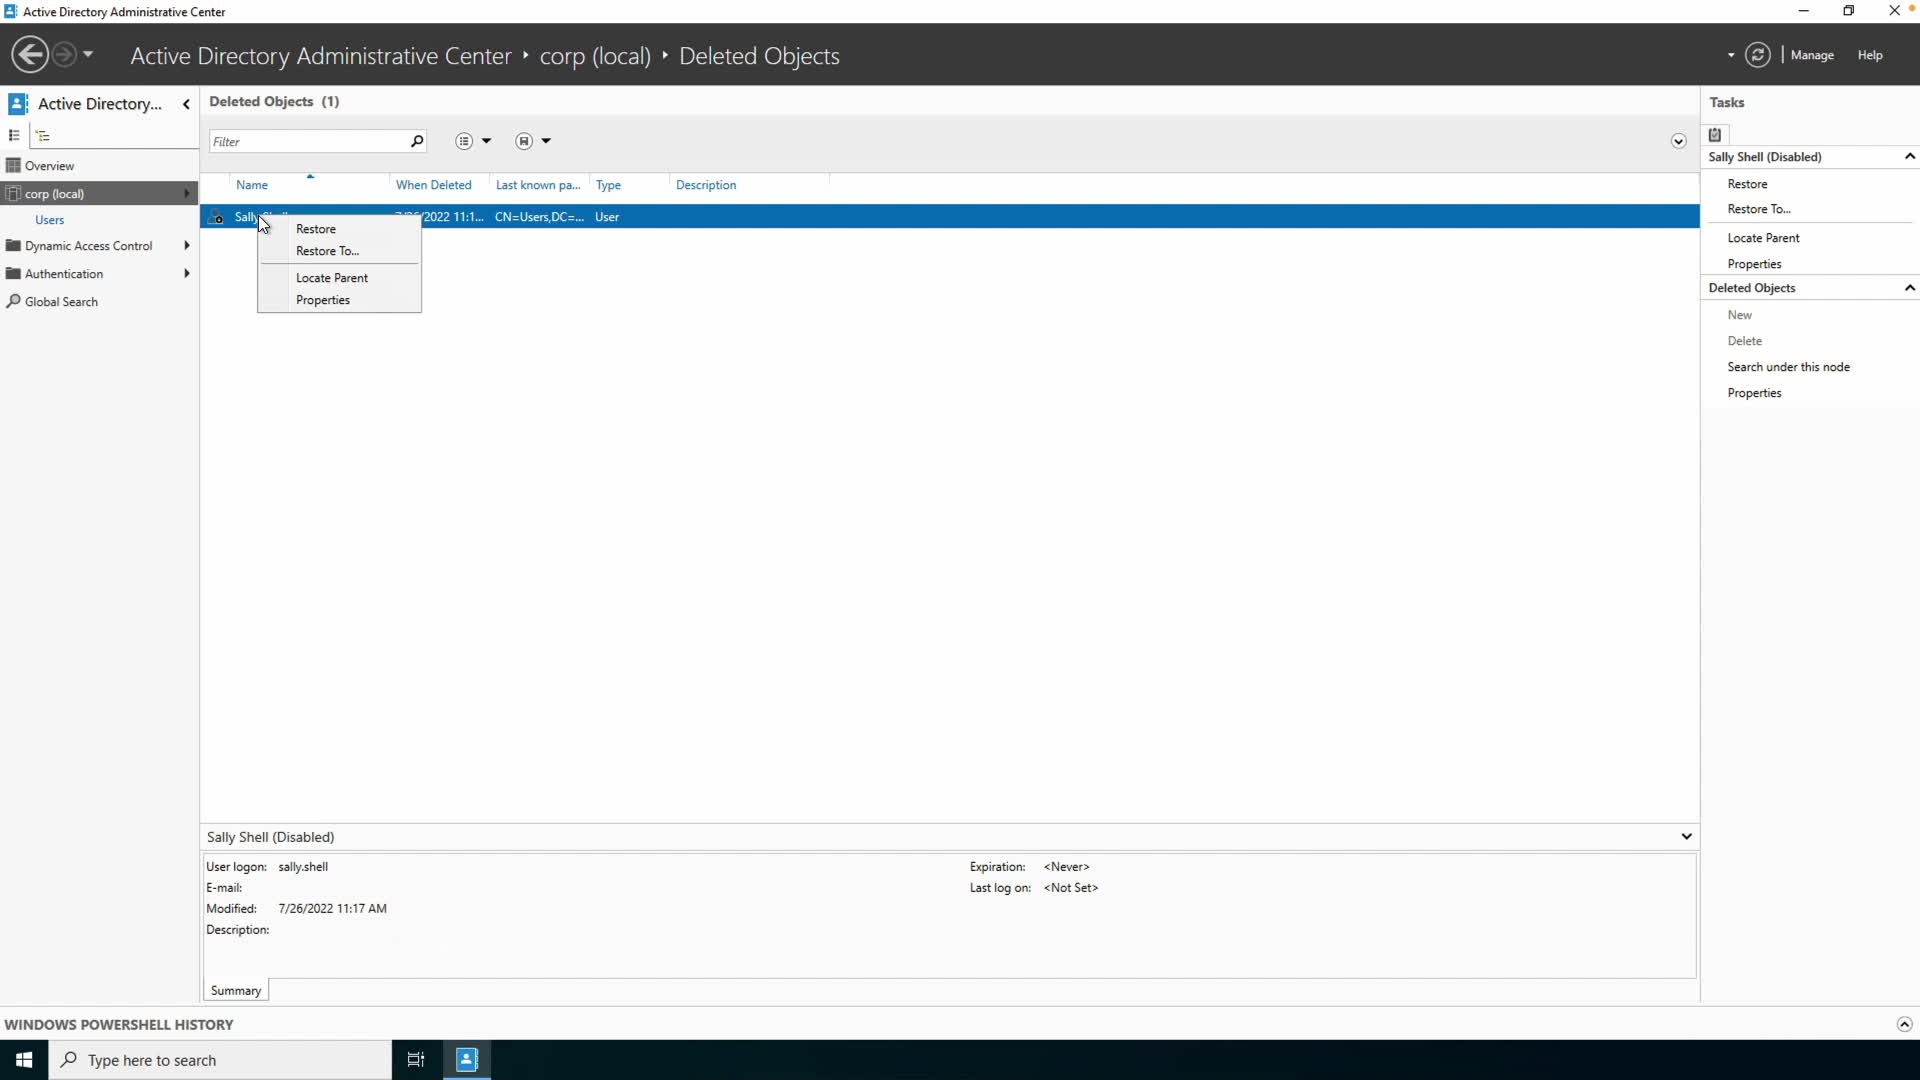 Active Directory Administrative Center
Active Directory Administrative Center ‣ corp (local) ‣ Deleted Objects
Manage
Help
Active Directory...
Overview
corp (local)
Users
Dynamic Access Control
Authentication
Global Search
Deleted Objects (1)
Filter
Name
When Deleted
Last known pa...
Type
Description
/2022 11:1...
CN=Users,DC=...
User
Restore
Restore To...
Locate Parent
Properties
Sally Shell (Disabled)
User logon: sally.shell
E-mail:
Modified: 7/26/2022 11:17 AM
Description:
Expiration: <Never>
Last log on: <Not Set>
Summary
Tasks
Sally Shell (Disabled)
Restore
Restore To...
Locate Parent
Properties
Deleted Objects
New
Delete
Search under this node
Properties
WINDOWS POWERSHELL HISTORY
Type here to search